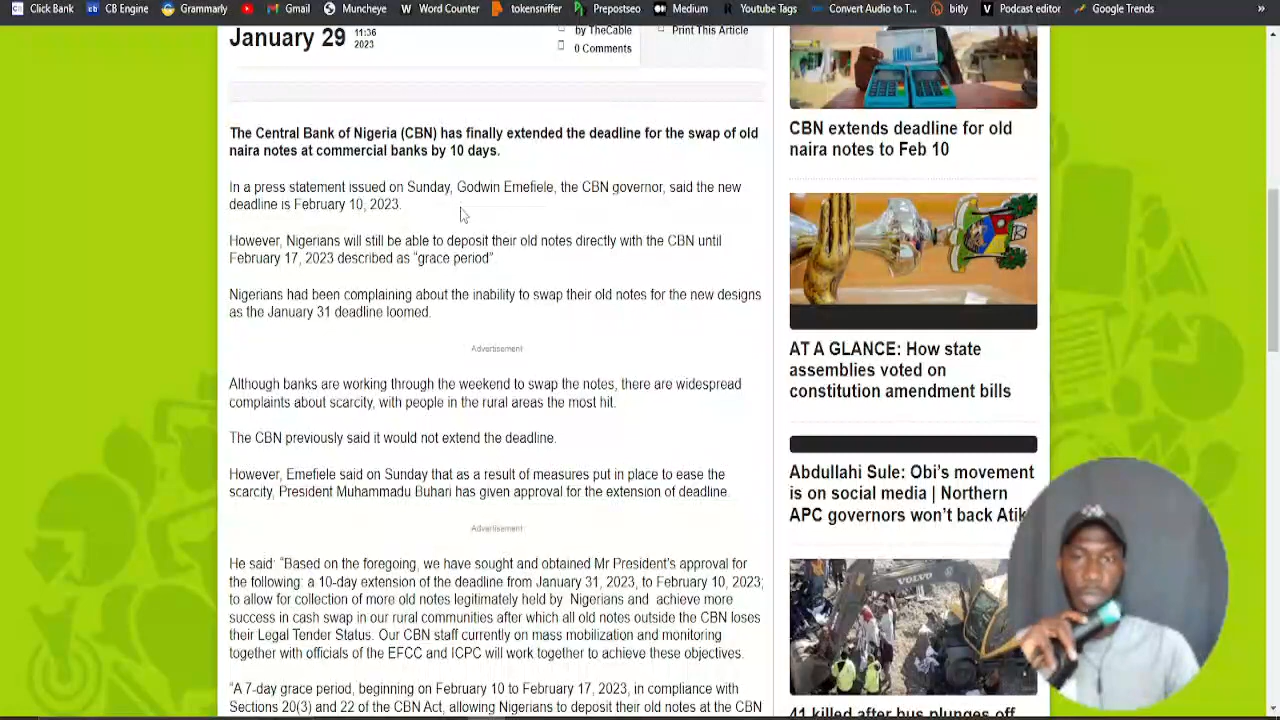 Click Bank
CB Engine
Grammarly
Gmail
Muncheye
Word Counter
tokensniffer
Prepostseo
Medium
Youtube Tags
Convert Audio to T...
bitly
Podcast editor
Google Trends
January 29
11:36
2023
by TheCable
0 Comments
Print This Article
The Central Bank of Nigeria (CBN) has finally extended the deadline for the swap of old
naira notes at commercial banks by 10 days.
In a press statement issued on Sunday, Godwin Emefiele, the CBN governor, said the new
deadline is February 10, 2023.
However, Nigerians will still be able to deposit their old notes directly with the CBN until
February 17, 2023 described as “grace period”
Nigerians had been complaining about the inability to swap their old notes for the new designs
as the January 31 deadline loomed.
Advertisement
Although banks are working through the weekend to swap the notes, there are widespread
complaints about scarcity, with people in the rural areas the most hit.
The CBN previously said it would not extend the deadline.
However, Emefiele said on Sunday that as a result of measures put in place to ease the
scarcity, President Muhammadu Buhari has given approval for the extension of deadline.
Advertisement
He said: “Based on the foregoing, we have sought and obtained Mr President’s approval for
the following: a 10-day extension of the deadline from January 31, 2023, to February 10, 2023;
to allow for collection of more old notes legitimately held by Nigerians and achieve more
success in cash swap in our rural communities after which all old notes outside the CBN loses
their Legal Tender Status. Our CBN staff currently on mass mobilization and monitoring
together with officials of the EFCC and ICPC will work together to achieve these objectives.
“A 7-day grace period, beginning on February 10 to February 17, 2023, in compliance with
Sections 20(3) and 22 of the CBN Act, allowing Nigerians to deposit their old notes at the CBN
CBN extends deadline for old
naira notes to Feb 10
AT A GLANCE: How state
assemblies voted on
constitution amendment bills
Abdullahi Sule: Obi’s movement
is on social media | Northern
APC governors won’t back Atik
VOLVO
41 killed after bus plunges off